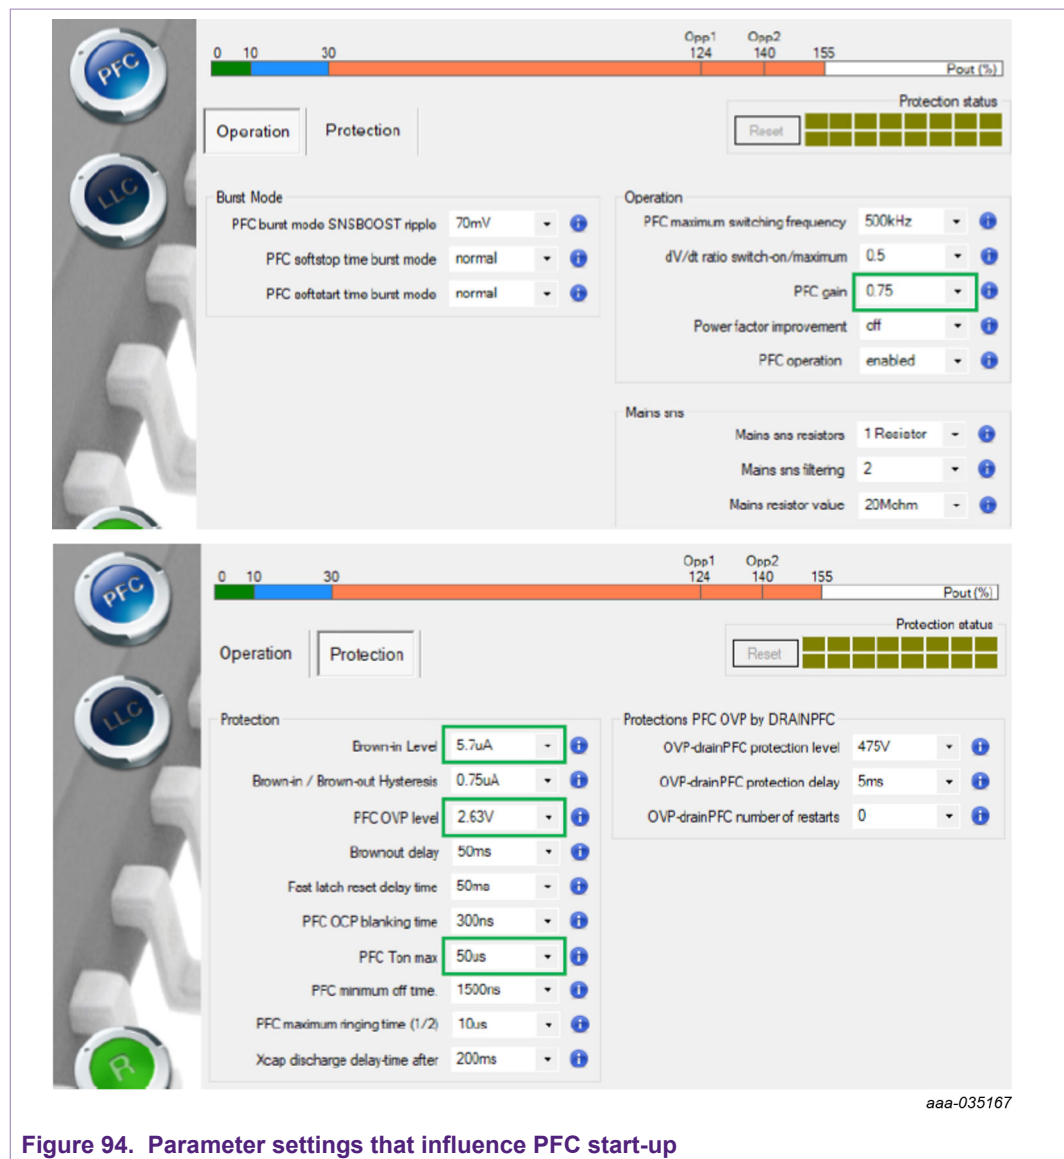 PFC
LLC
Opp1 Opp2
0 10 30 124 140 155
Pout (%)
Protection status
Operation Protection
Reset
Burst Mode
PFC burst mode SNSBOOST ripple 70mV
PFC softstop time burst mode normal
PFC softstart time burst mode normal
Operation
PFC maximum switching frequency 500kHz
dV/dt ratio switch-on/maximum 0.5
PFC gain 0.75
Power factor improvement off
PFC operation enabled
Mains sns
Mains sns resistors 1 Resistor
Mains sns filtering 2
Mains resistor value 20Mohm
PFC
LLC
R
Opp1 Opp2
0 10 30 124 140 155
Pout (%)
Protection status
Operation Protection
Reset
Protection
Brown-in Level 5.7uA
Brown-in / Brown-out Hysteresis 0.75uA
PFC OVP level 2.63V
Brownout delay 50ms
Fast latch reset delay time 50ms
PFC OCP blanking time 300ns
PFC Ton max 50us
PFC minimum off time. 1500ns
PFC maximum ringing time (1/2) 10us
Xcap discharge delay-time after 200ms
Protections PFC OVP by DRAINPFC
OVP-drainPFC protection level 475V
OVP-drainPFC protection delay 5ms
OVP-drainPFC number of restarts 0
aaa-035167
Figure 94. Parameter settings that influence PFC start-up